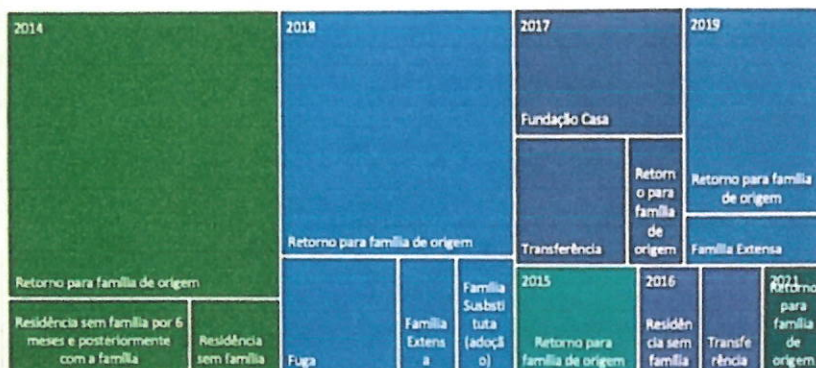 2014
Retorno para família de origem
Residência sem família por 6
meses e posteriormente
com a família
Residência
sem família
2018
Retorno para família de origem
Fuga
Família
Extens
a
Família
Susbsti
tuta
(adoçã
o)
2017
Fundação Casa
Transferência
Retorn
o para
família
de
origem
2019
Retorno para família
de origem
Família Extensa
2015
Retorno para
família de origem
2016
Residên
cia sem
família
Transfe
rência
2021
Retorno
para
família
de
origem